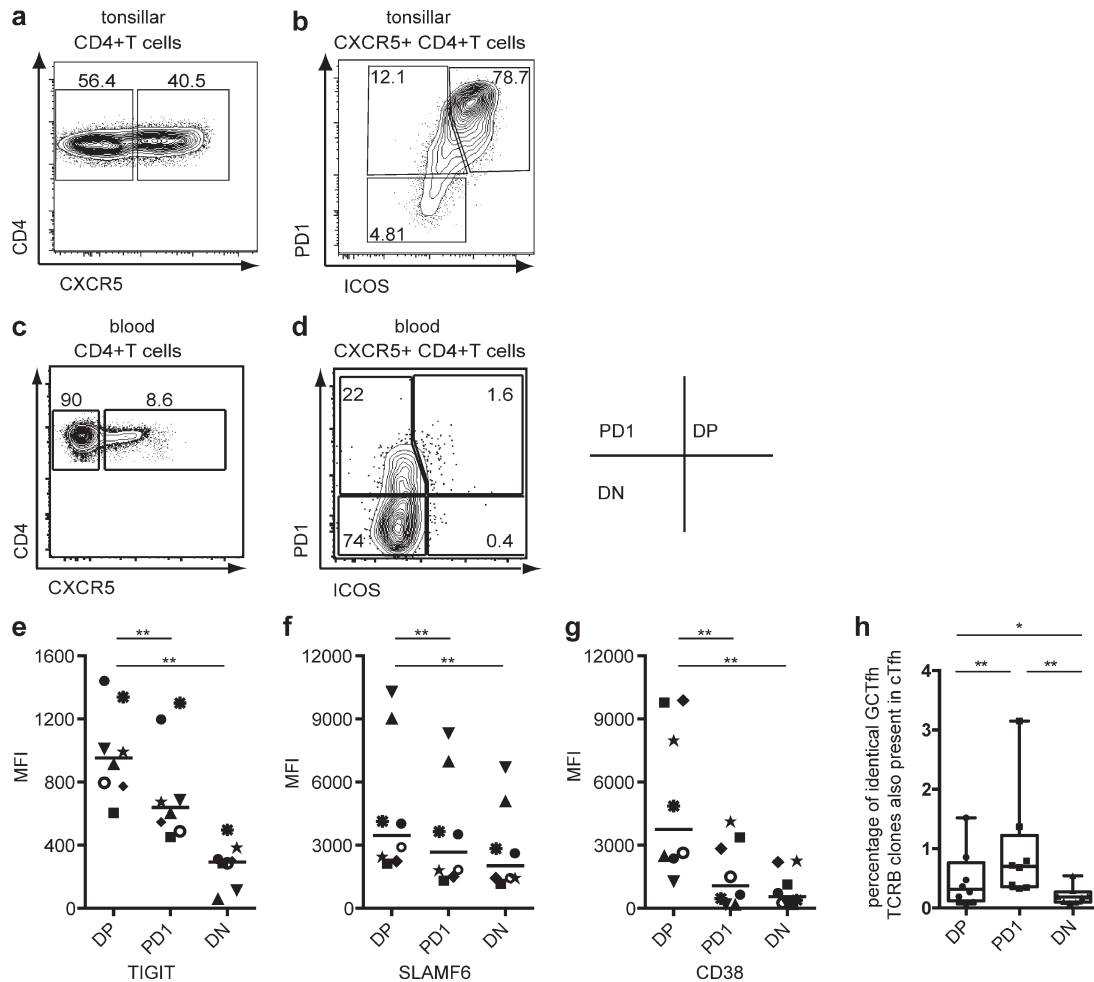 a
tonsillar
CD4+T cells
56.4
40.5
CD4
CXCR5
b
tonsillar
CXCR5+ CD4+T cells
12.1
78.7
4.81
PD1
ICOS
c
blood
CD4+T cells
90
8.6
CD4
CXCR5
d
blood
CXCR5+ CD4+T cells
22
1.6
74
0.4
PD1
ICOS
PD1
DP
DN
e
**
**
1600
1200
800
400
0
MFI
DP
PD1
DN
TIGIT
f
**
**
12000
9000
6000
3000
0
MFI
DP
PD1
DN
SLAMF6
g
**
**
12000
9000
6000
3000
0
MFI
DP
PD1
DN
CD38
h
*
**
**
4
3
2
1
0
percentage of identical GCTfh
TCRB clones also present in cTfh
DP
PD1
DN